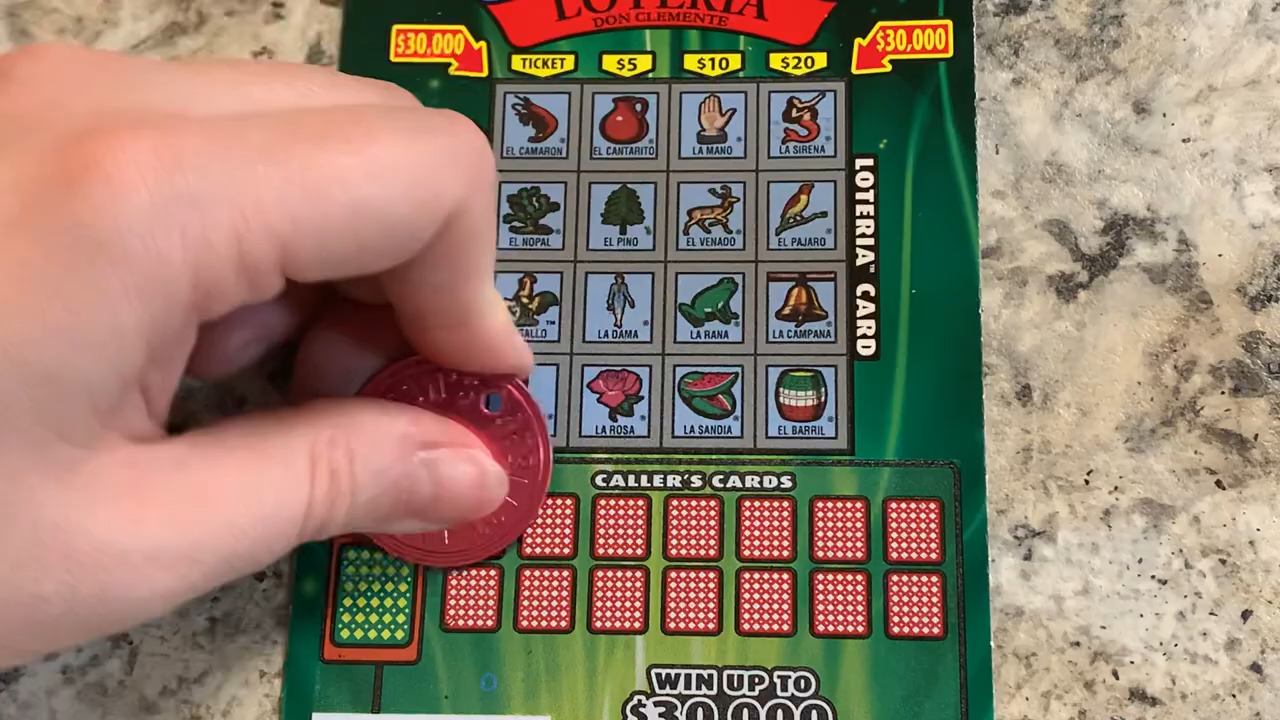 LOTERIA
DON CLEMENTE
$30,000 $30,000
TICKET $5 $10 $20
EL CAMARON EL CANTARITO LA MANO LA SIRENA
EL NOPAL EL PINO EL VENADO EL PAJARO
LA DAMA LA RANA LA CAMPANA
LA ROSA LA SANDIA EL BARRIL
LOTERIA™ CARD
CALLER'S CARDS
WIN UP TO
$30,000